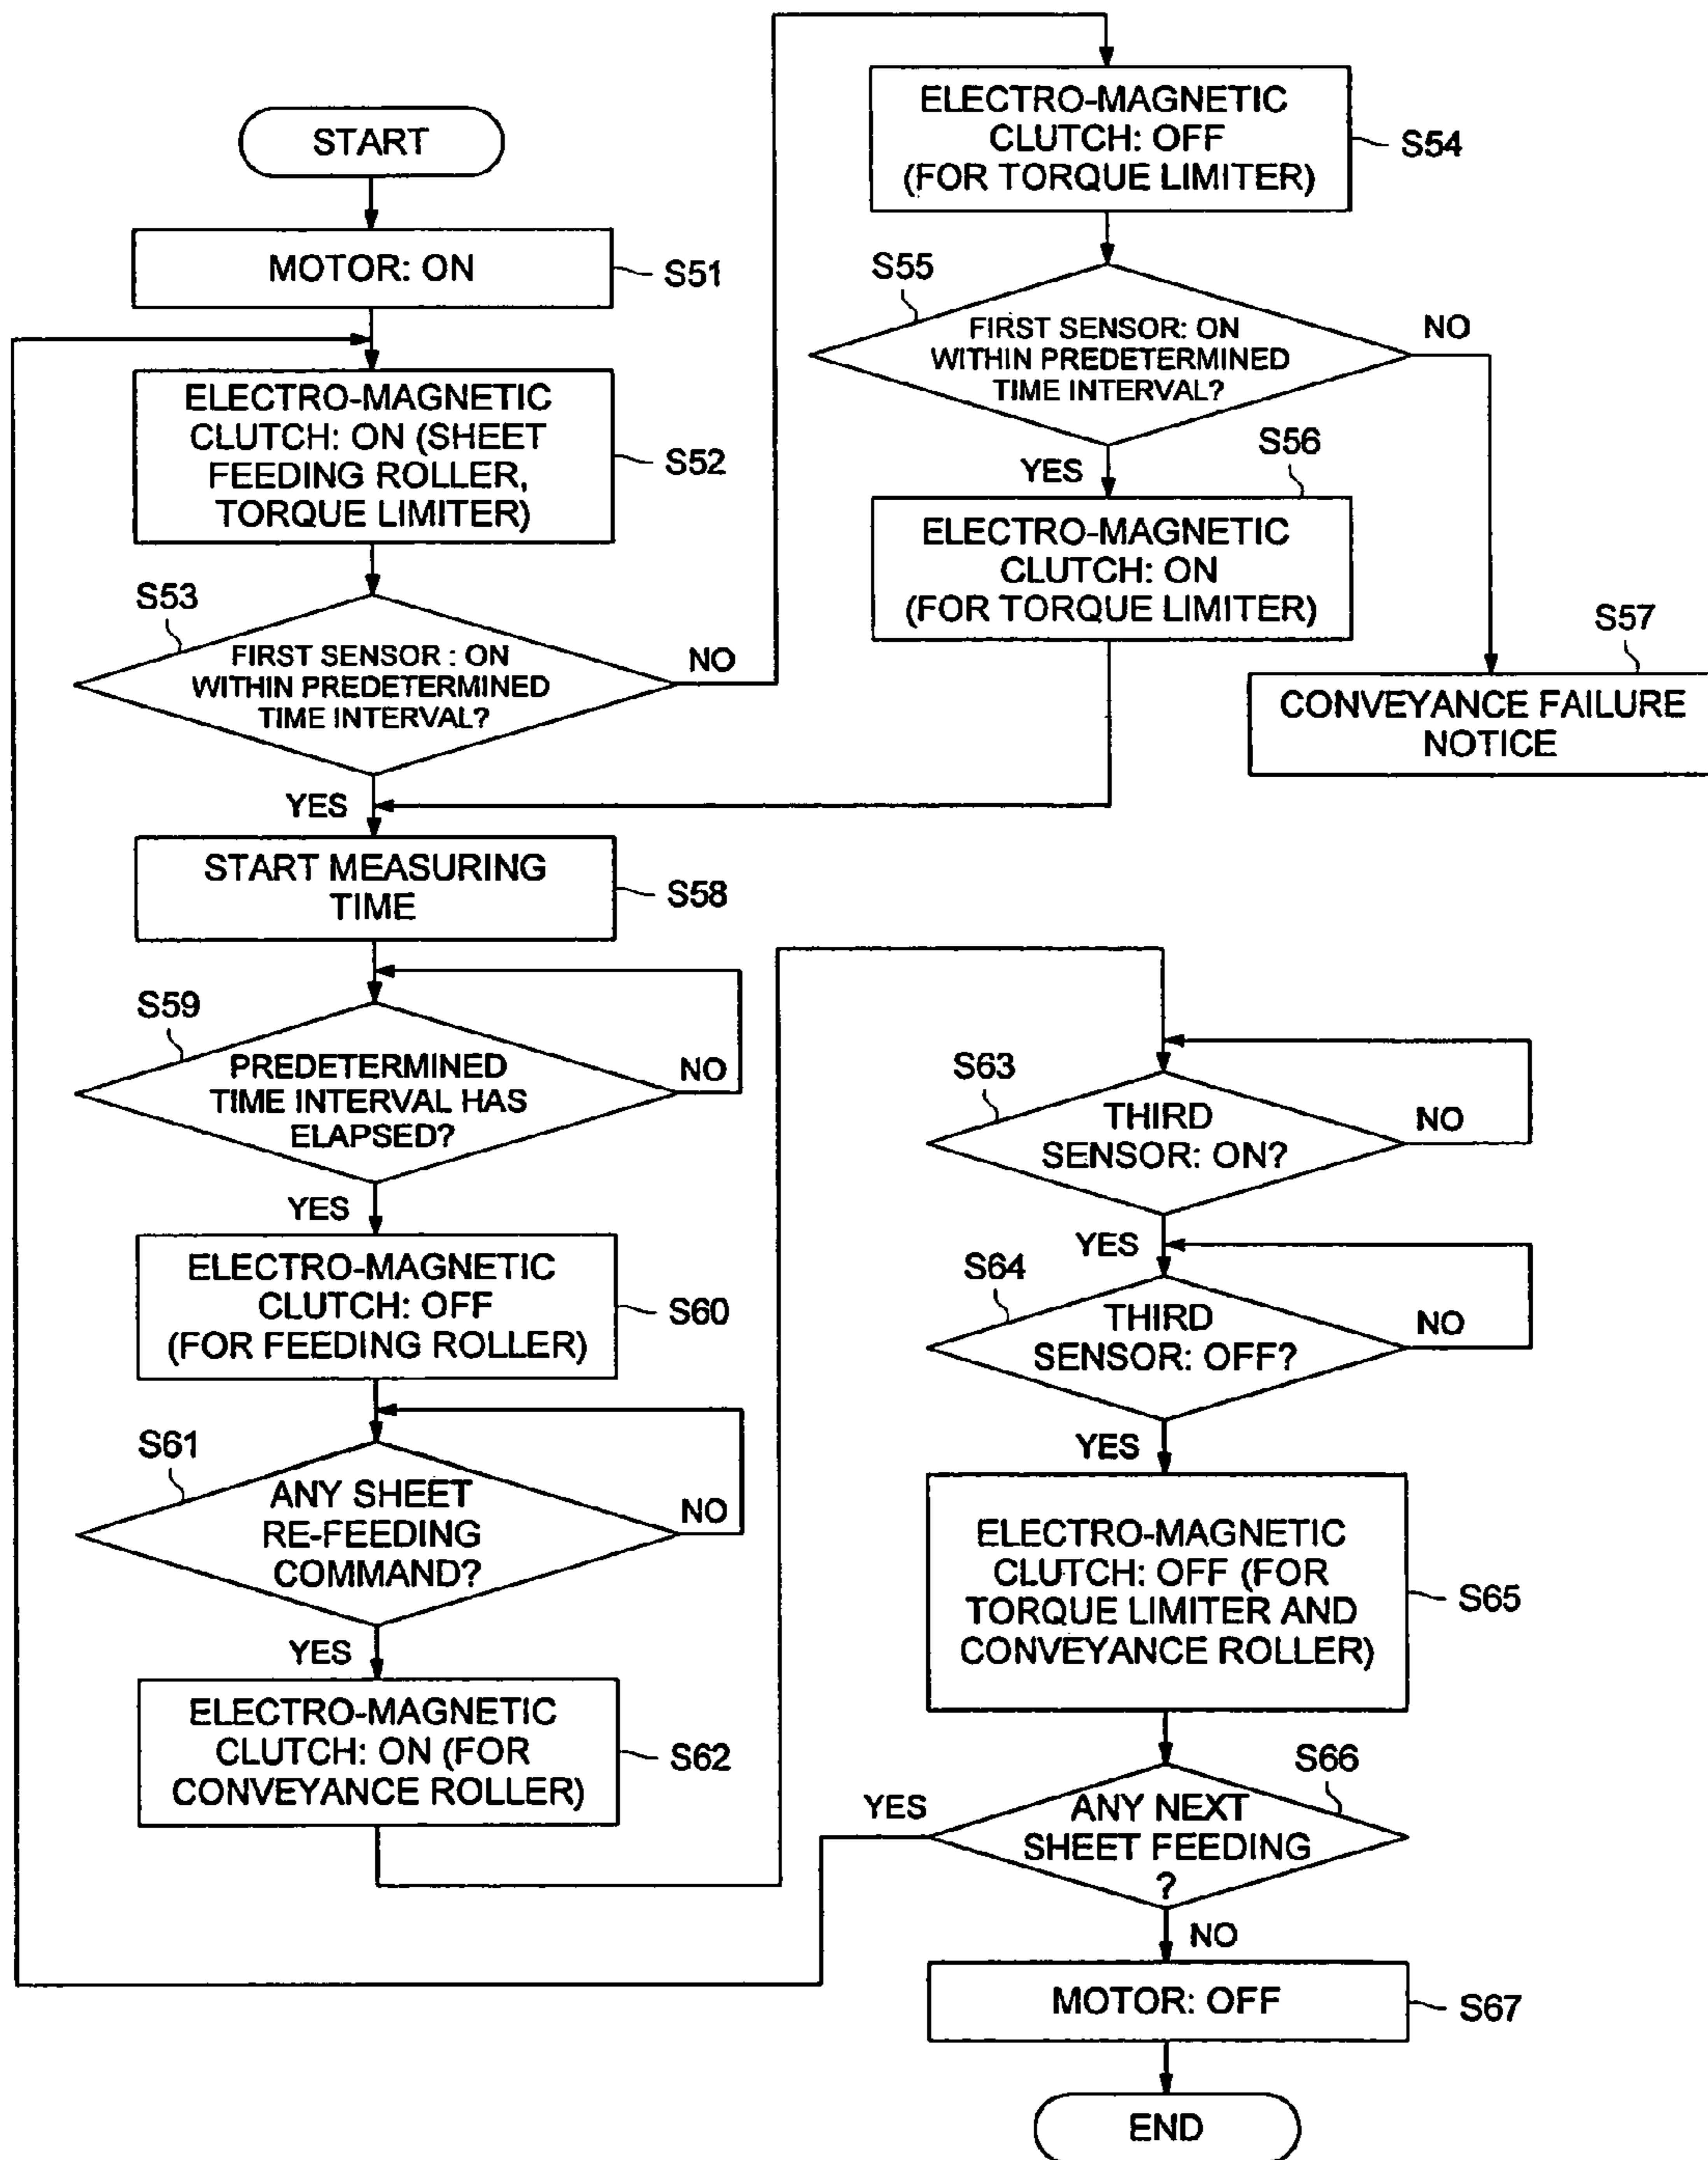 START
MOTOR: ON
S51
ELECTRO-MAGNETIC
CLUTCH: ON (SHEET
FEEDING ROLLER,
TORQUE LIMITER)
S52
S53
FIRST SENSOR : ON
WITHIN PREDETERMINED
TIME INTERVAL?
NO
YES
ELECTRO-MAGNETIC
CLUTCH: OFF
(FOR TORQUE LIMITER)
S54
S55
FIRST SENSOR: ON
WITHIN PREDETERMINED
TIME INTERVAL?
NO
YES
S56
ELECTRO-MAGNETIC
CLUTCH: ON
(FOR TORQUE LIMITER)
S57
CONVEYANCE FAILURE
NOTICE
START MEASURING
TIME
S58
S59
PREDETERMINED
TIME INTERVAL HAS
ELAPSED?
NO
YES
ELECTRO-MAGNETIC
CLUTCH: OFF
(FOR FEEDING ROLLER)
S60
S61
ANY SHEET
RE-FEEDING
COMMAND?
NO
YES
ELECTRO-MAGNETIC
CLUTCH: ON (FOR
CONVEYANCE ROLLER)
S62
S63
THIRD
SENSOR: ON?
NO
YES
S64
THIRD
SENSOR: OFF?
NO
YES
ELECTRO-MAGNETIC
CLUTCH: OFF (FOR
TORQUE LIMITER AND
CONVEYANCE ROLLER)
S65
S66
ANY NEXT
SHEET FEEDING
?
YES
NO
MOTOR: OFF
S67
END